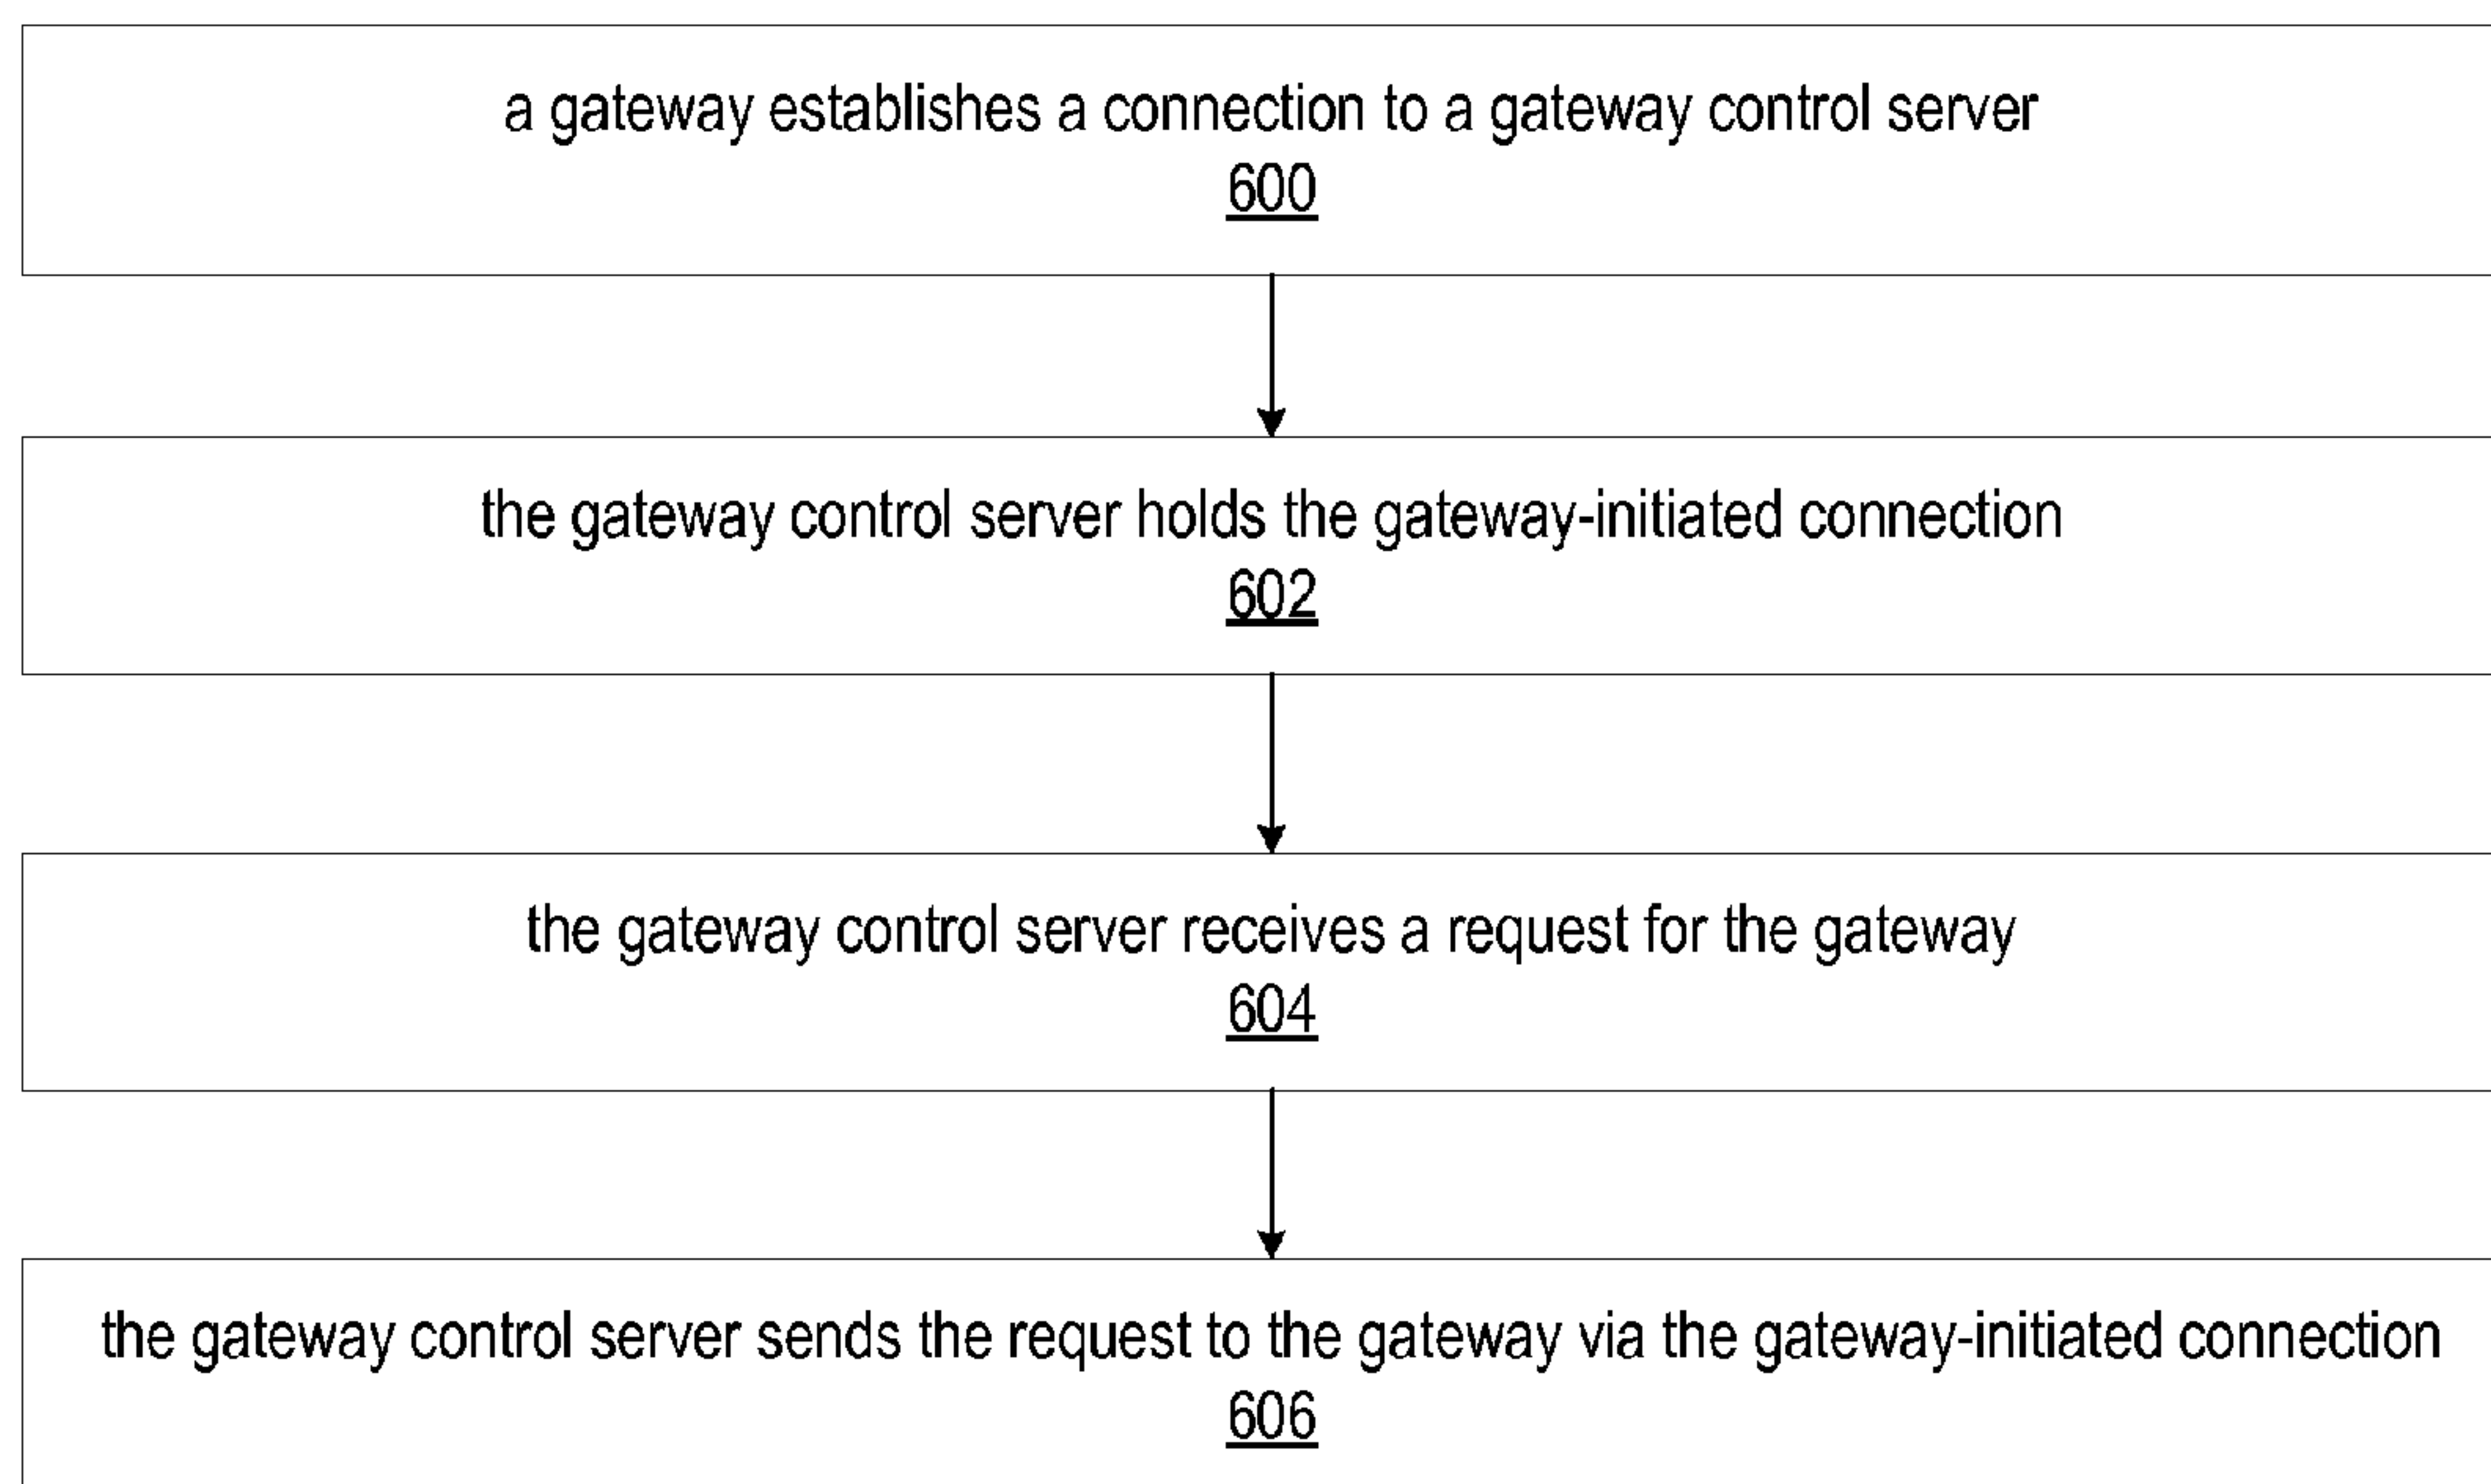 a gateway establishes a connection to a gateway control server
600
the gateway control server holds the gateway-initiated connection
602
the gateway control server receives a request for the gateway
604
the gateway control server sends the request to the gateway via the gateway-initiated connection
606